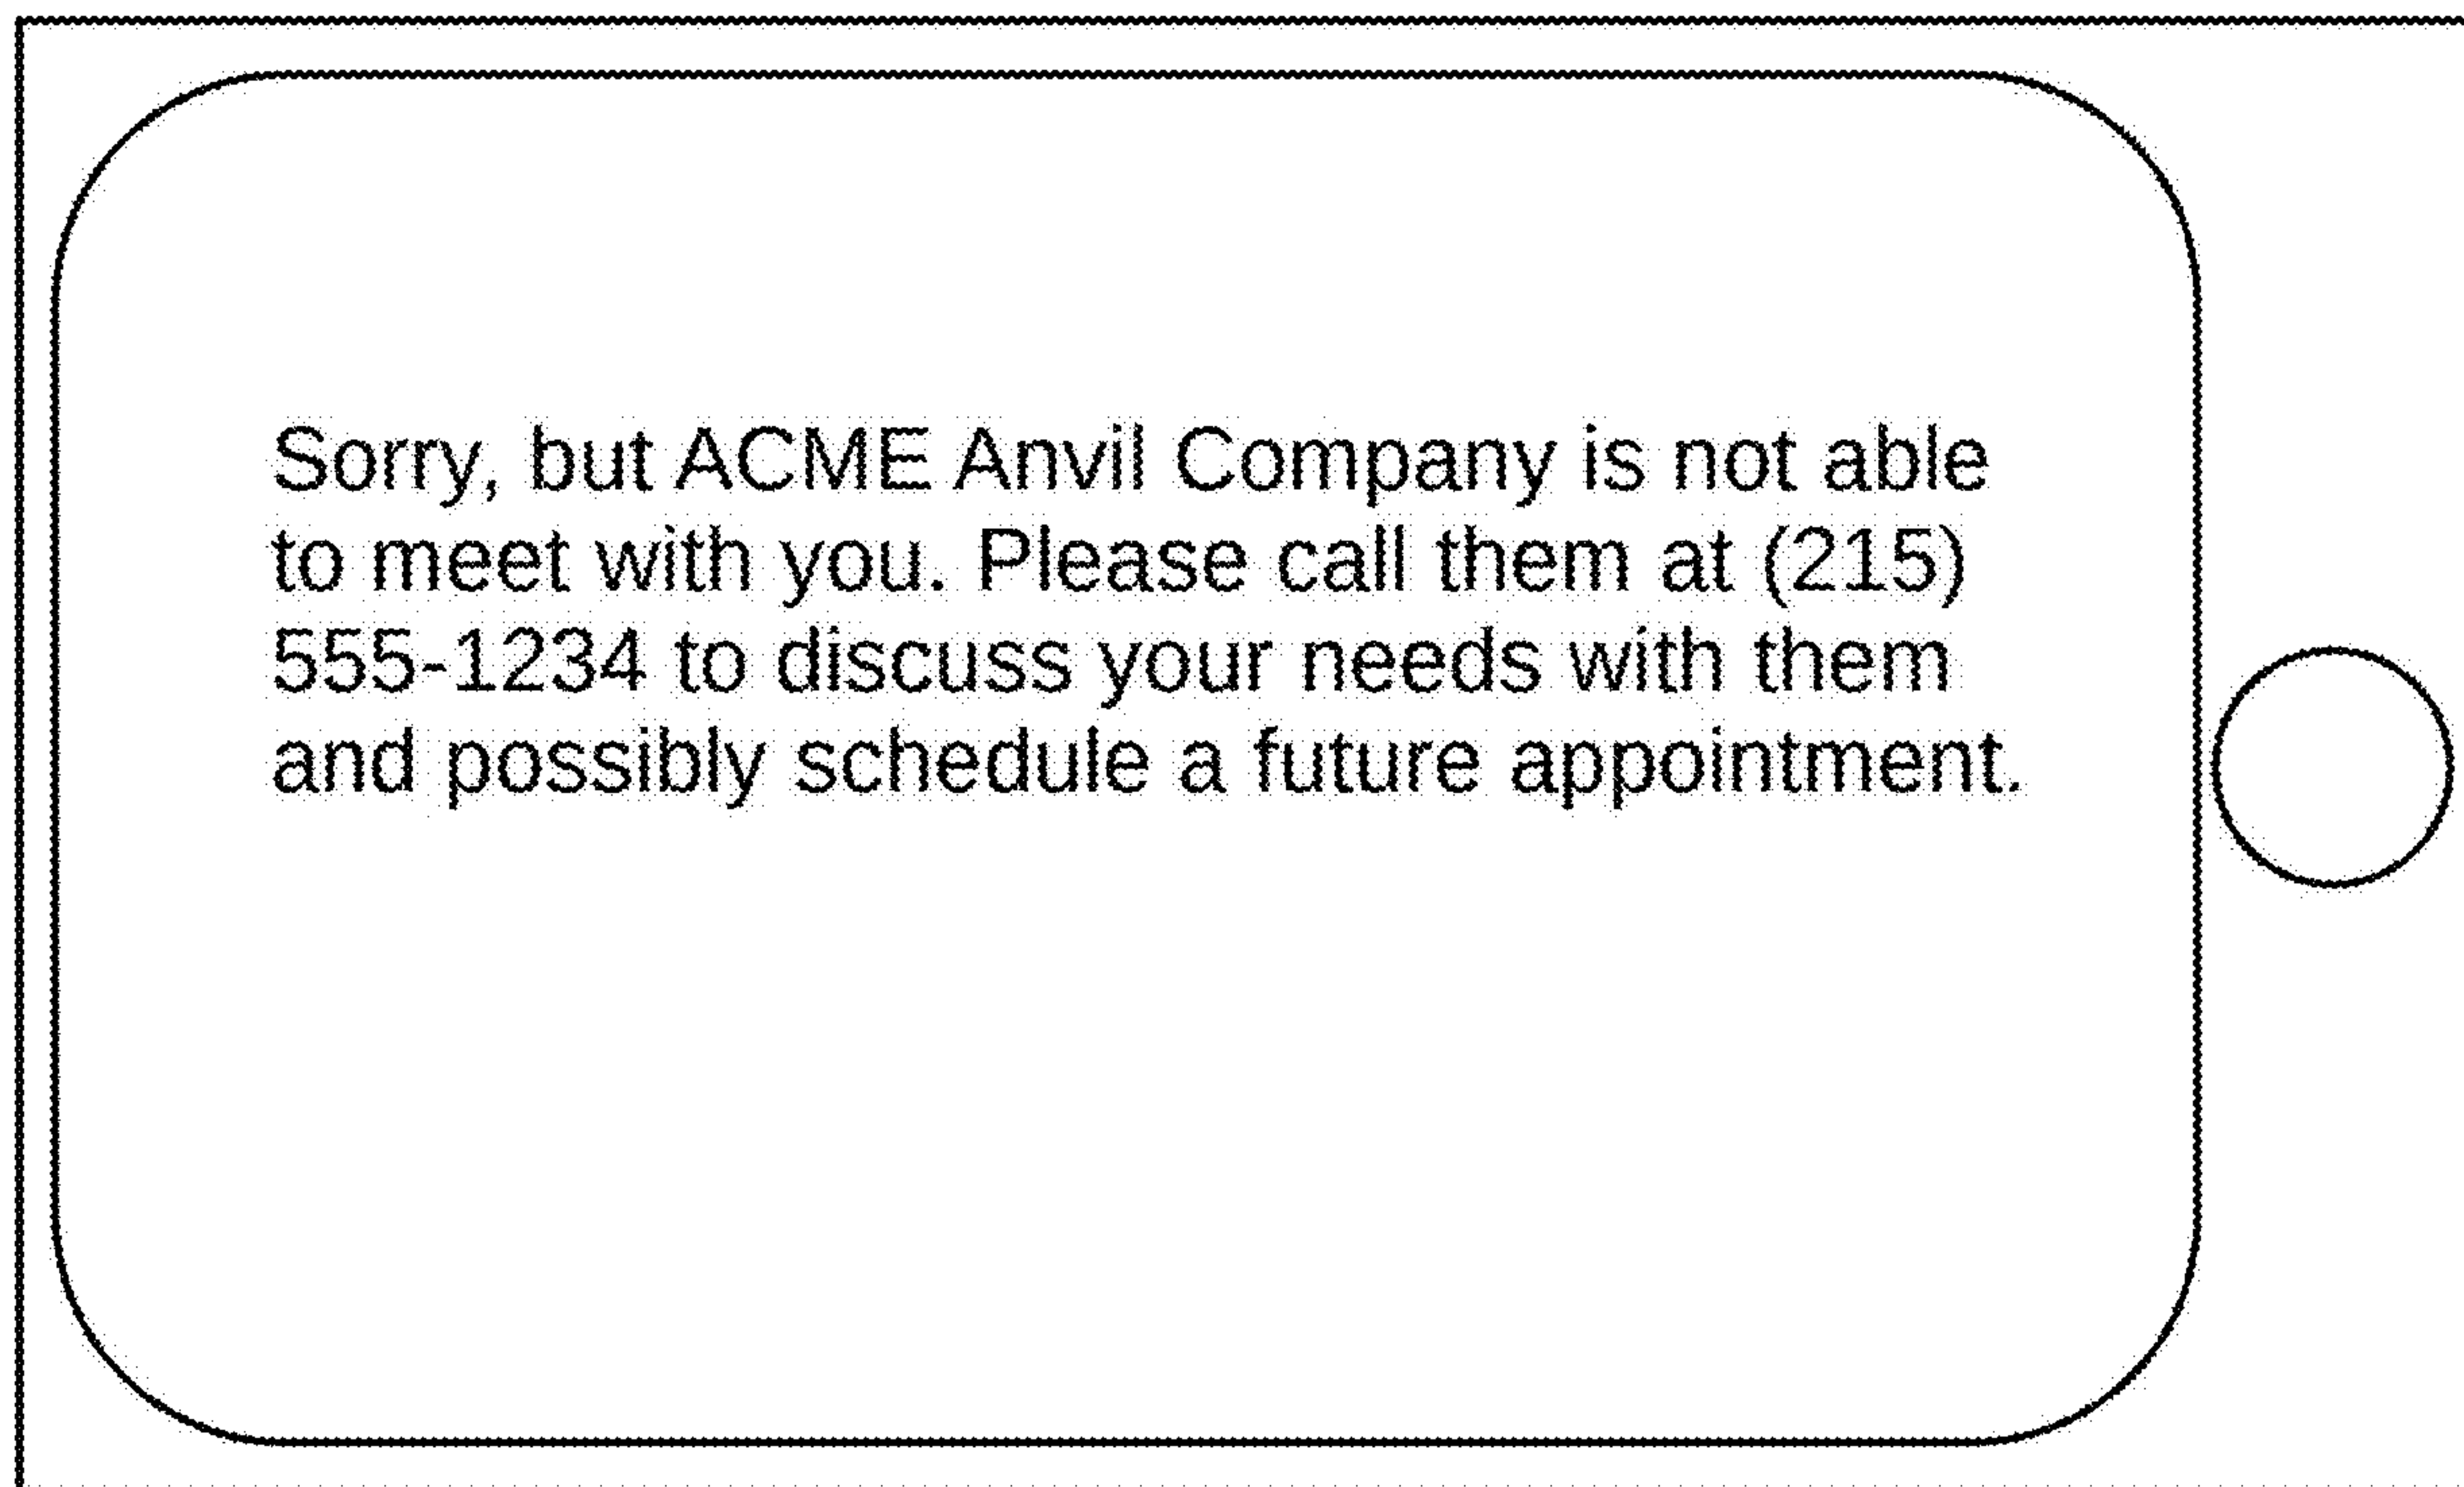 Sorry, but ACME Anvil Company is not able
to meet with you. Please call them at (215)
555-1234 to discuss your needs with them
and possibly schedule a future appointment.